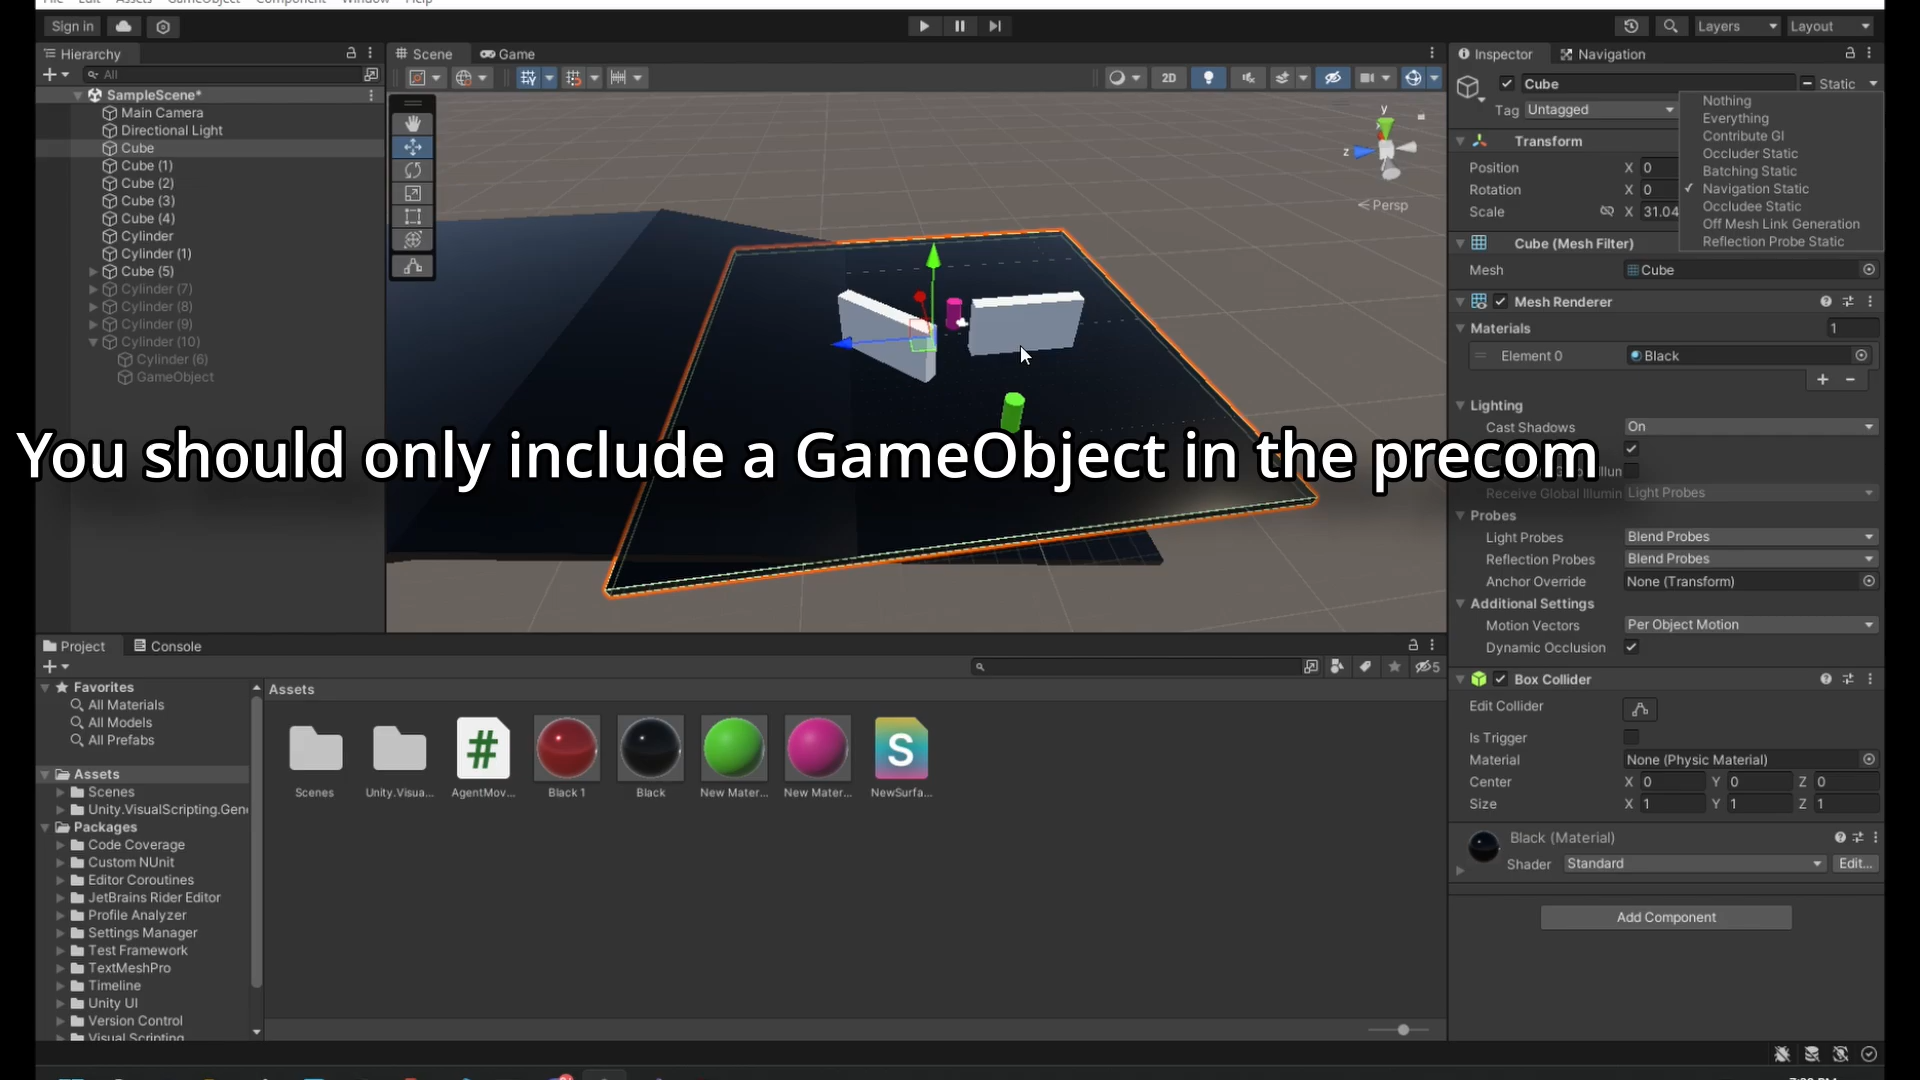 Sign in
Layers
Layout
Hierarchy
Scene
Game
Inspector
Navigation
All
2D
SampleScene*
Main Camera
Directional Light
Cube
Cube (1)
Cube (2)
Cube (3)
Cube (4)
Cylinder
Cylinder (1)
Cube (5)
Cylinder (7)
Cylinder (8)
Cylinder (9)
Cylinder (10)
Cylinder (6)
GameObject
y
z
Persp
Cube
Static
Tag Untagged
Nothing
Everything
Contribute GI
Occluder Static
Batching Static
Navigation Static
Occludee Static
Off Mesh Link Generation
Reflection Probe Static
Transform
Position X 0
Rotation X 0
Scale X 31.04
Cube (Mesh Filter)
Mesh Cube
Mesh Renderer
Materials 1
Element 0 Black
Lighting
Cast Shadows On
Receive Global Illumin Light Probes
Probes
Light Probes Blend Probes
Reflection Probes Blend Probes
Anchor Override None (Transform)
Additional Settings
Motion Vectors Per Object Motion
Dynamic Occlusion
Box Collider
Edit Collider
Is Trigger
Material None (Physic Material)
Center X 0 Y 0 Z 0
Size X 1 Y 1 Z 1
Black (Material)
Shader Standard Edit...
Add Component
You should only include a GameObject in the precom
Project
Console
5
Favorites
All Materials
All Models
All Prefabs
Assets
Scenes
Unity.VisualScripting.Gene
Packages
Code Coverage
Custom NUnit
Editor Coroutines
JetBrains Rider Editor
Profile Analyzer
Settings Manager
Test Framework
TextMeshPro
Timeline
Unity UI
Version Control
Visual Scripting
Assets
#
S
Scenes
Unity.Visua...
AgentMov...
Black 1
Black
New Mater...
New Mater...
NewSurfa...